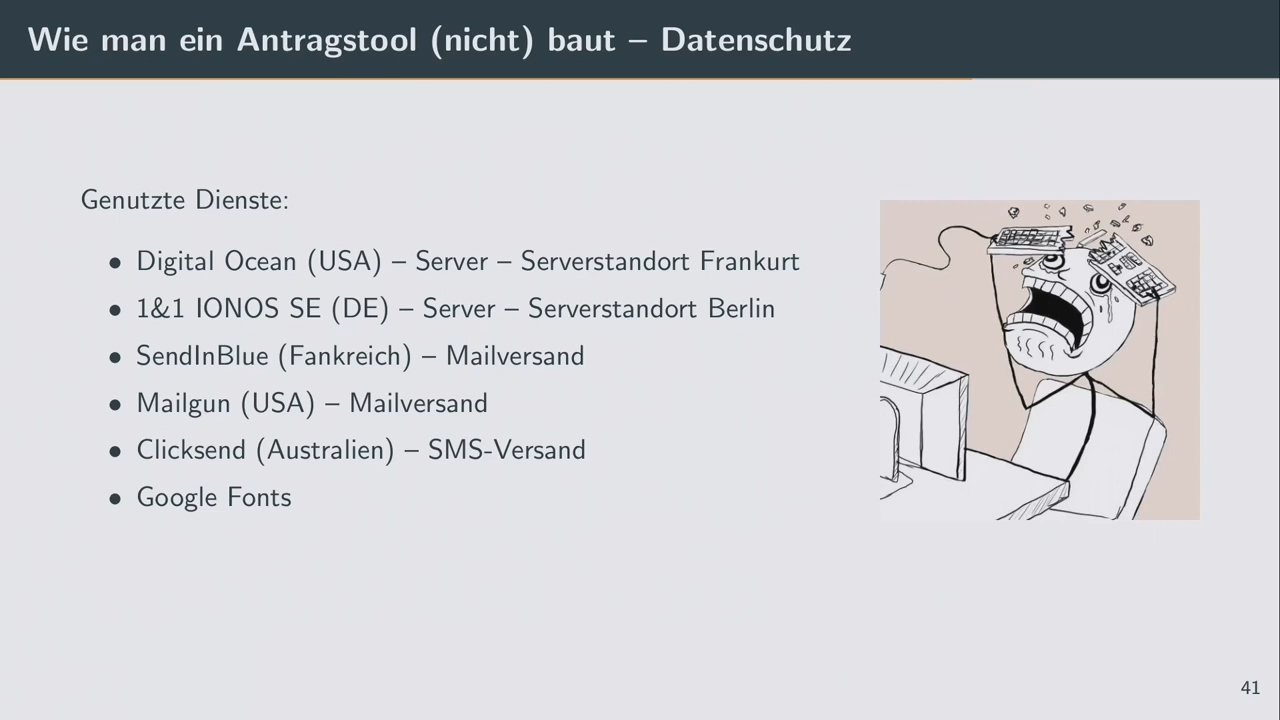 Wie man ein Antragstool (nicht) baut – Datenschutz
Genutzte Dienste:
• Digital Ocean (USA) – Server – Serverstandort Frankurt
• 1&1 IONOS SE (DE) – Server – Serverstandort Berlin
• SendInBlue (Fankreich) – Mailversand
• Mailgun (USA) – Mailversand
• Clicksend (Australien) – SMS-Versand
• Google Fonts
41